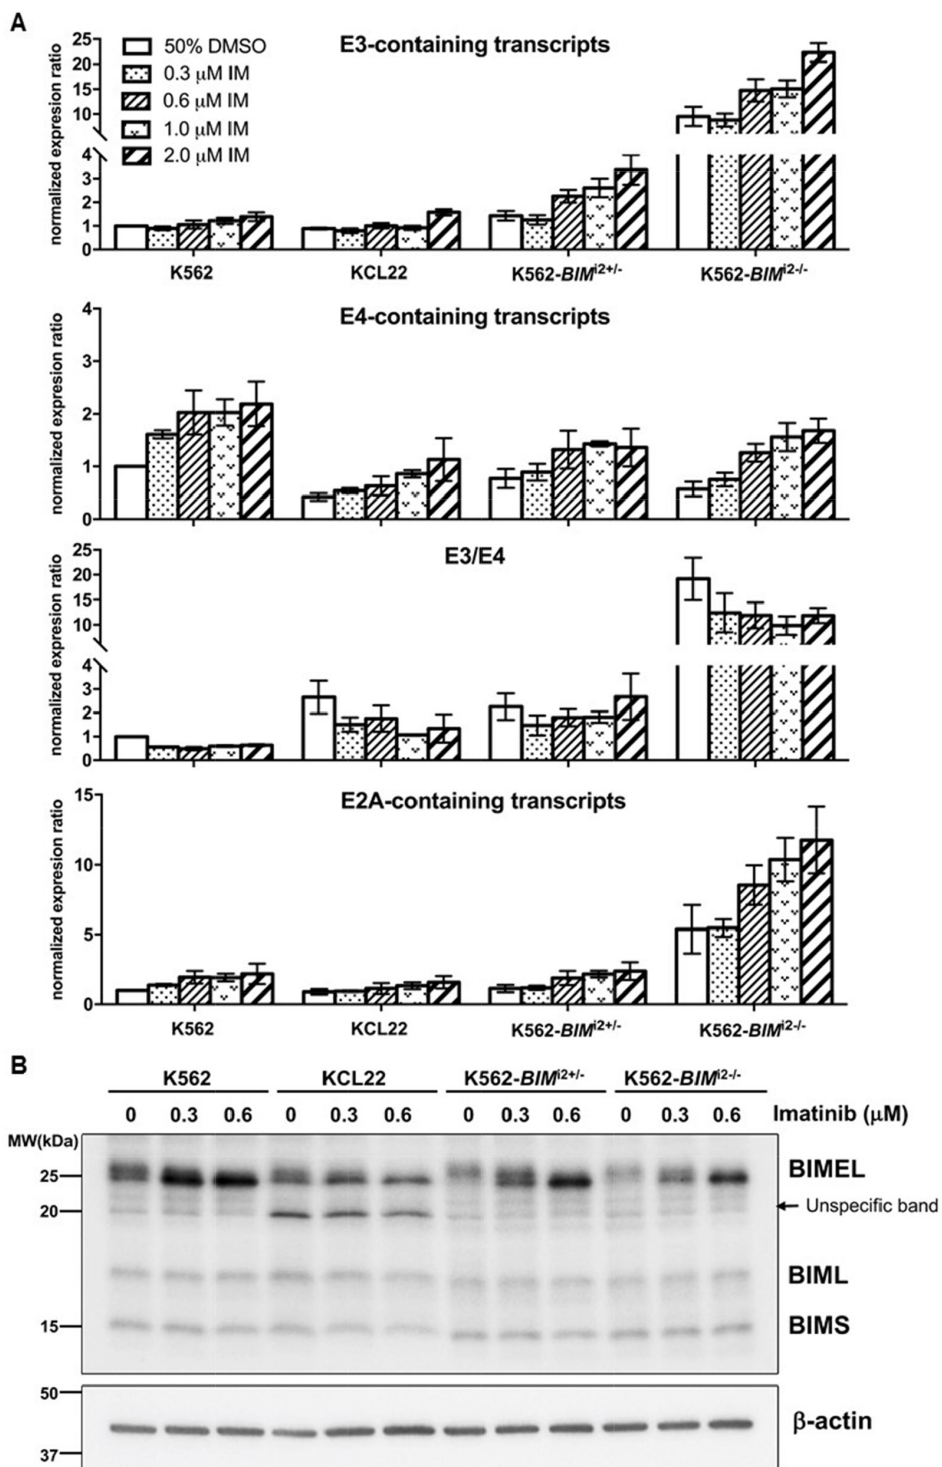 A
E3-containing transcripts
normalized expresion ratio
25
20
15
10
4
3
2
1
0
50% DMSO
0.3 μM IM
0.6 μM IM
1.0 μM IM
2.0 μM IM
K562 KCL22 K562-BIMi2+/- K562-BIMi2-/-
E4-containing transcripts
normalized expresion ratio
4
3
2
1
0
E3/E4
normalized expresion ratio
25
20
15
10
4
3
2
1
0
E2A-containing transcripts
normalized expresion ratio
15
10
5
0
K562 KCL22 K562-BIMi2+/- K562-BIMi2-/-
B
K562 KCL22 K562-BIMi2+/- K562-BIMi2-/-
0 0.3 0.6 0 0.3 0.6 0 0.3 0.6 0 0.3 0.6 Imatinib (μM)
MW(kDa)
25 BIMEL
20 Unspecific band
BIML
15 BIMS
50
β-actin
37